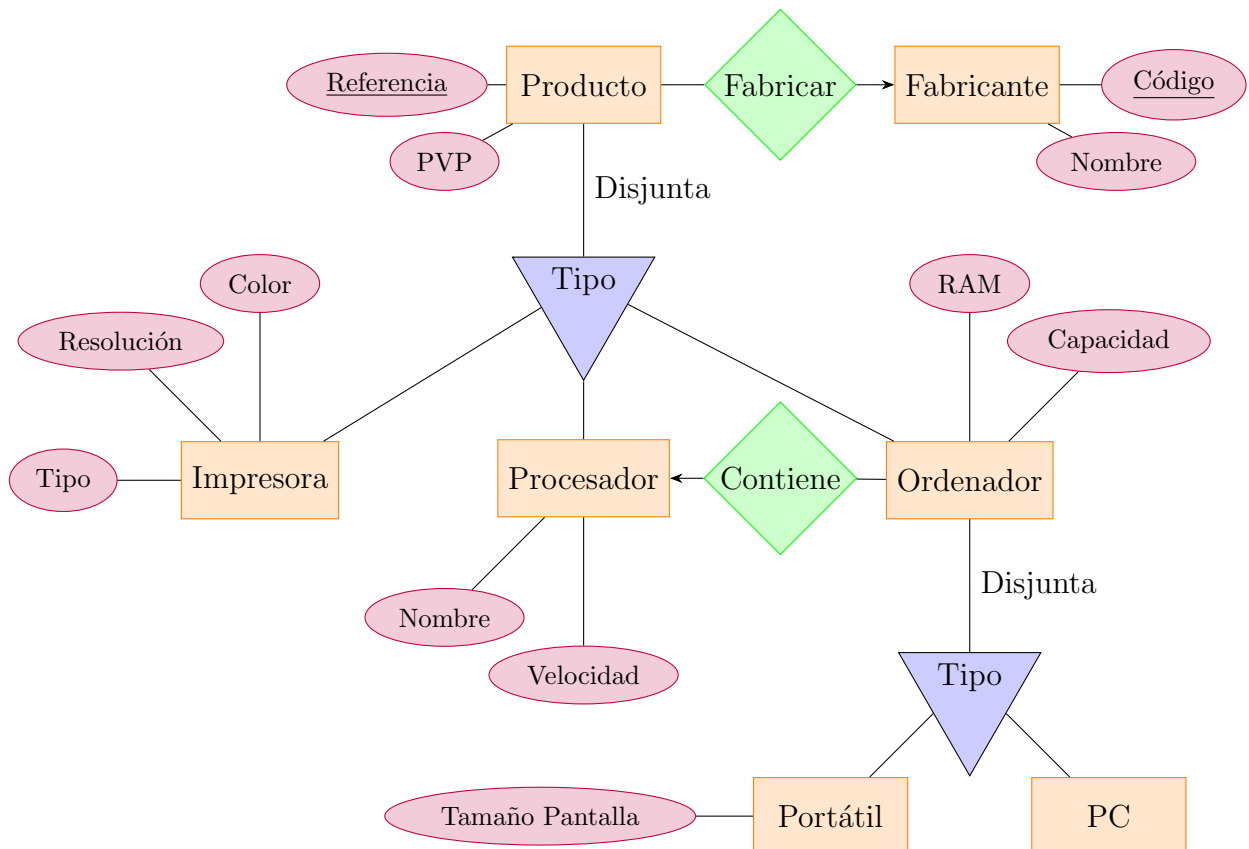 Referencia
Producto
Fabricar
Fabricante
Código
PVP
Nombre
Disjunta
Tipo
Color
RAM
Resolución
Capacidad
Tipo
Impresora
Procesador
Contiene
Ordenador
Disjunta
Nombre
Velocidad
Tipo
Tamaño Pantalla
Portátil
PC